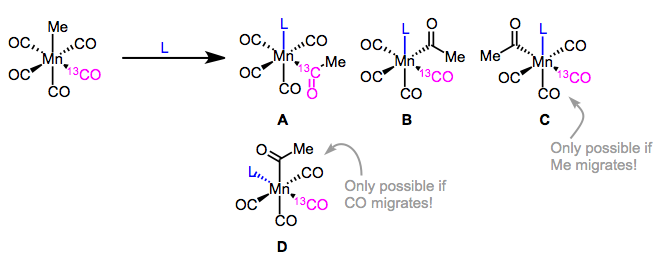 Me
OC CO
Mn
OC 13CO
CO
L
L
OC CO
Mn
OC 13C Me
CO O
A
L O
OC Me
Mn
OC 13CO
CO
B
O L
Me CO
Mn
OC 13CO
CO
C
Only possible if
Me migrates!
O Me
L CO
Mn
OC 13CO
CO
D
Only possible if
CO migrates!